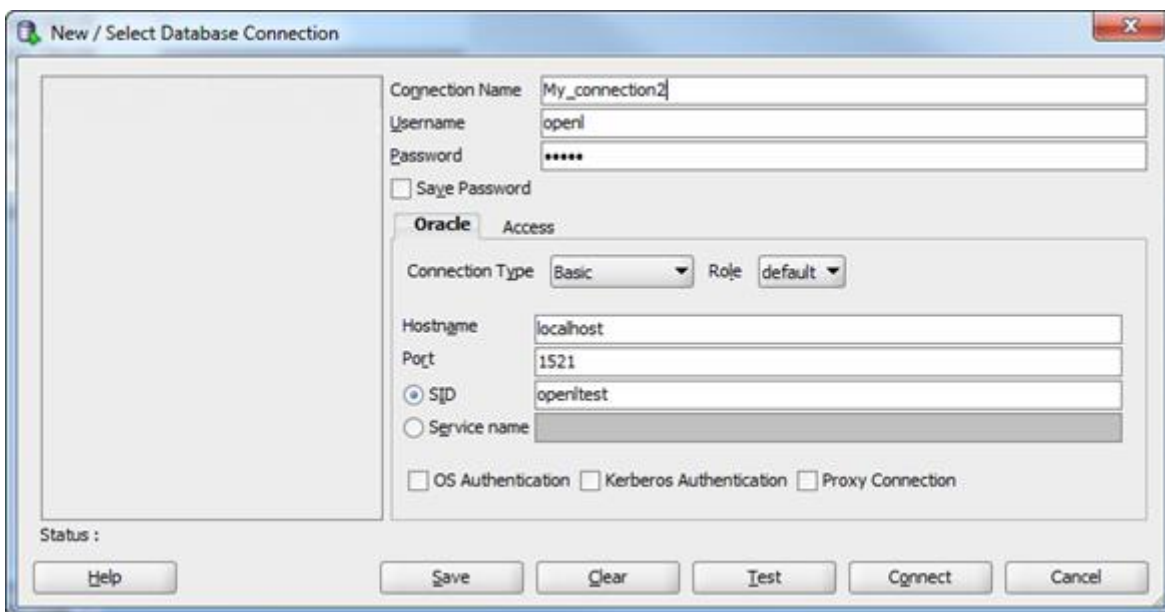 New / Select Database Connection
Connection Name My_connection2
Username openl
Password •••••
Save Password
Oracle Access
Connection Type Basic Role default
Hostname localhost
Port 1521
SID openltest
Service name
OS Authentication Kerberos Authentication Proxy Connection
Status :
Help Save Clear Test Connect Cancel